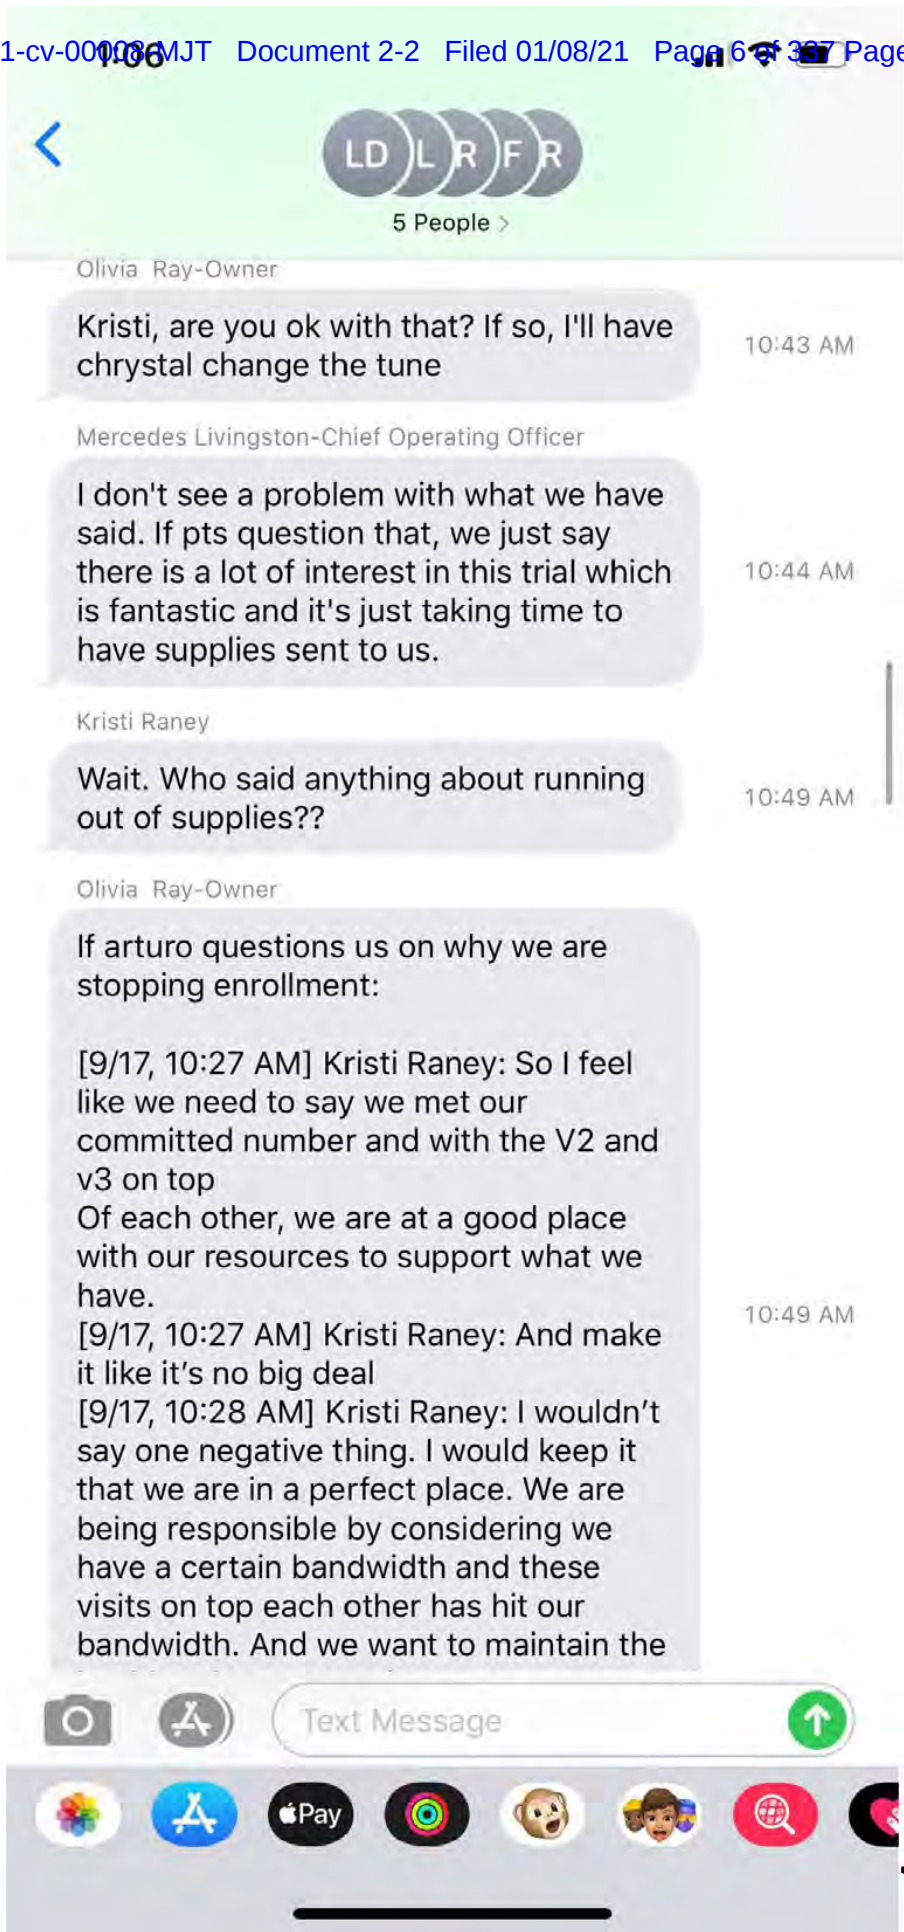 1-cv-00008-MJT Document 2-2 Filed 01/08/21 Page 6 of 337 Page
1:06
LD L R F R
5 People >
Olivia Ray-Owner
Kristi, are you ok with that? If so, I'll have
chrystal change the tune
10:43 AM
Mercedes Livingston-Chief Operating Officer
I don't see a problem with what we have
said. If pts question that, we just say
there is a lot of interest in this trial which
is fantastic and it's just taking time to
have supplies sent to us.
10:44 AM
Kristi Raney
Wait. Who said anything about running
out of supplies??
10:49 AM
Olivia Ray-Owner
If arturo questions us on why we are
stopping enrollment:
[9/17, 10:27 AM] Kristi Raney: So I feel
like we need to say we met our
committed number and with the V2 and
v3 on top
Of each other, we are at a good place
with our resources to support what we
have.
[9/17, 10:27 AM] Kristi Raney: And make
it like it's no big deal
[9/17, 10:28 AM] Kristi Raney: I wouldn't
say one negative thing. I would keep it
that we are in a perfect place. We are
being responsible by considering we
have a certain bandwidth and these
visits on top each other has hit our
bandwidth. And we want to maintain the
10:49 AM
Text Message
Pay